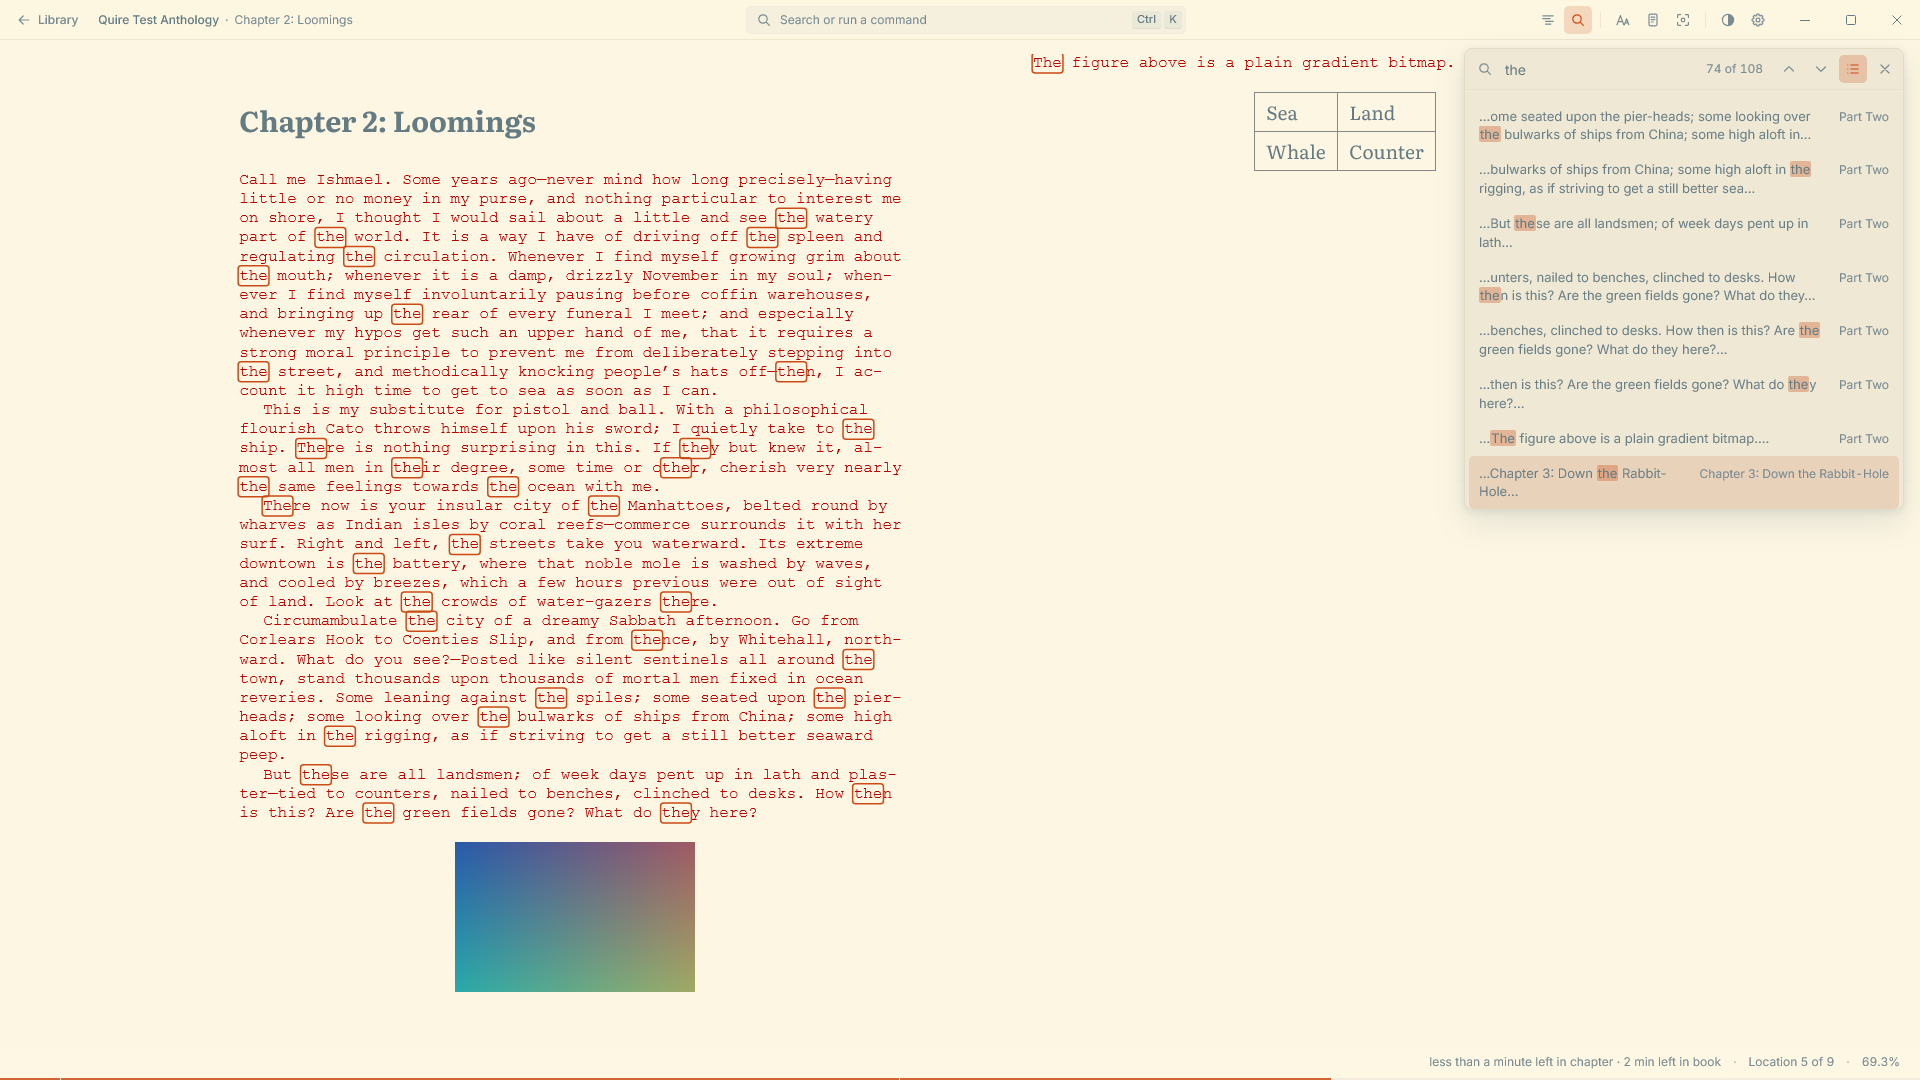 Library
Quire Test Anthology · Chapter 2: Loomings
Search or run a command
Ctrl K
Chapter 2: Loomings
Call me Ishmael. Some years ago—never mind how long precisely—having
little or no money in my purse, and nothing particular to interest me
on shore, I thought I would sail about a little and see the watery
part of the world. It is a way I have of driving off the spleen and
regulating the circulation. Whenever I find myself growing grim about
the mouth; whenever it is a damp, drizzly November in my soul; when-
ever I find myself involuntarily pausing before coffin warehouses,
and bringing up the rear of every funeral I meet; and especially
whenever my hypos get such an upper hand of me, that it requires a
strong moral principle to prevent me from deliberately stepping into
the street, and methodically knocking people’s hats off—then, I ac-
count it high time to get to sea as soon as I can.
This is my substitute for pistol and ball. With a philosophical
flourish Cato throws himself upon his sword; I quietly take to the
ship. There is nothing surprising in this. If they but knew it, al-
most all men in their degree, some time or other, cherish very nearly
the same feelings towards the ocean with me.
There now is your insular city of the Manhattoes, belted round by
wharves as Indian isles by coral reefs—commerce surrounds it with her
surf. Right and left, the streets take you waterward. Its extreme
downtown is the battery, where that noble mole is washed by waves,
and cooled by breezes, which a few hours previous were out of sight
of land. Look at the crowds of water-gazers there.
Circumambulate the city of a dreamy Sabbath afternoon. Go from
Corlears Hook to Coenties Slip, and from thence, by Whitehall, north-
ward. What do you see?—Posted like silent sentinels all around the
town, stand thousands upon thousands of mortal men fixed in ocean
reveries. Some leaning against the spiles; some seated upon the pier-
heads; some looking over the bulwarks of ships from China; some high
aloft in the rigging, as if striving to get a still better seaward
peep.
But these are all landsmen; of week days pent up in lath and plas-
ter—tied to counters, nailed to benches, clinched to desks. How then
is this? Are the green fields gone? What do they here?
The figure above is a plain gradient bitmap.
Sea Land
Whale Counter
the
74 of 108
...ome seated upon the pier-heads; some looking over Part Two
the bulwarks of ships from China; some high aloft in...
...bulwarks of ships from China; some high aloft in the Part Two
rigging, as if striving to get a still better sea...
...But these are all landsmen; of week days pent up in Part Two
lath...
...unters, nailed to benches, clinched to desks. How Part Two
then is this? Are the green fields gone? What do they...
...benches, clinched to desks. How then is this? Are the Part Two
green fields gone? What do they here?...
...then is this? Are the green fields gone? What do they Part Two
here?...
...The figure above is a plain gradient bitmap.... Part Two
...Chapter 3: Down the Rabbit- Chapter 3: Down the Rabbit-Hole
Hole...
less than a minute left in chapter · 2 min left in book · Location 5 of 9 · 69.3%